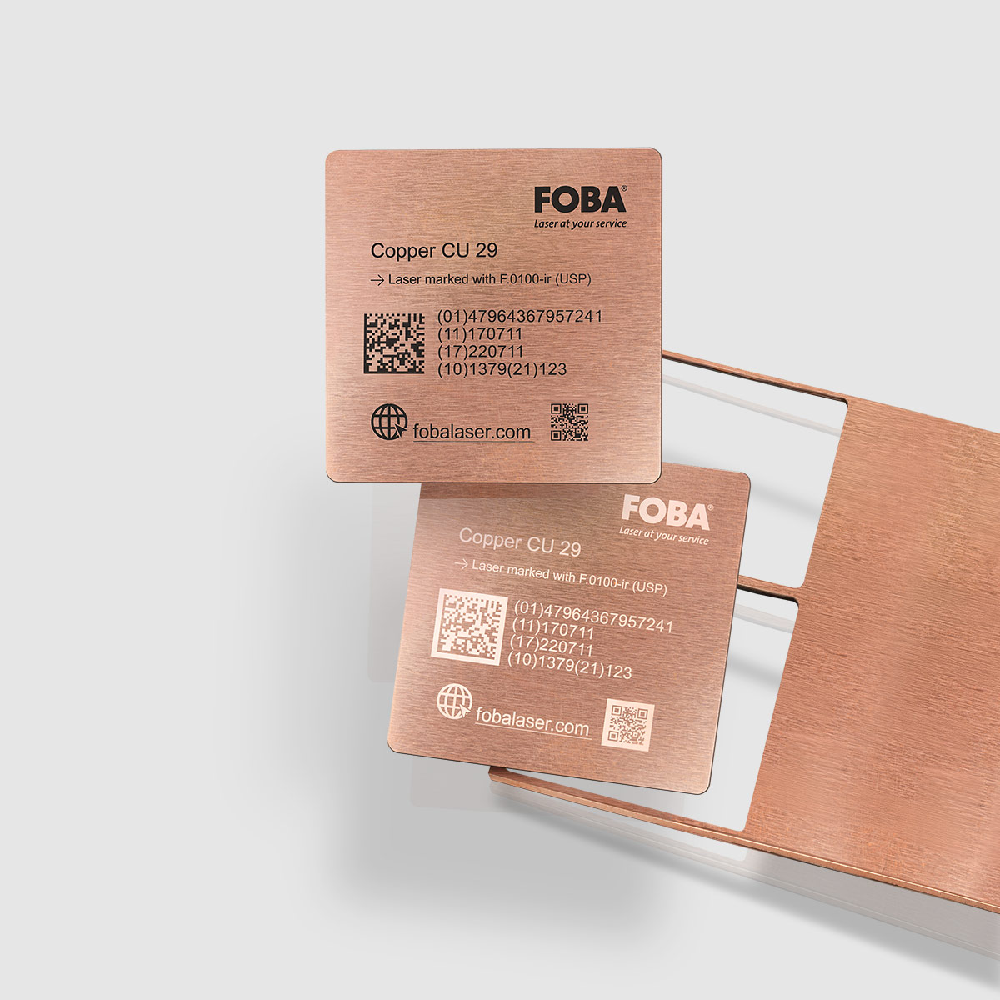 FOBA®
Laser at your service
Copper CU 29
→ Laser marked with F.0100-ir (USP)
(01)47964367957241
(11)170711
(17)220711
(10)1379(21)123
fobalaser.com
FOBA®
Laser at your service
Copper CU 29
→ Laser marked with F.0100-ir (USP)
(01)47964367957241
(11)170711
(17)220711
(10)1379(21)123
fobalaser.com